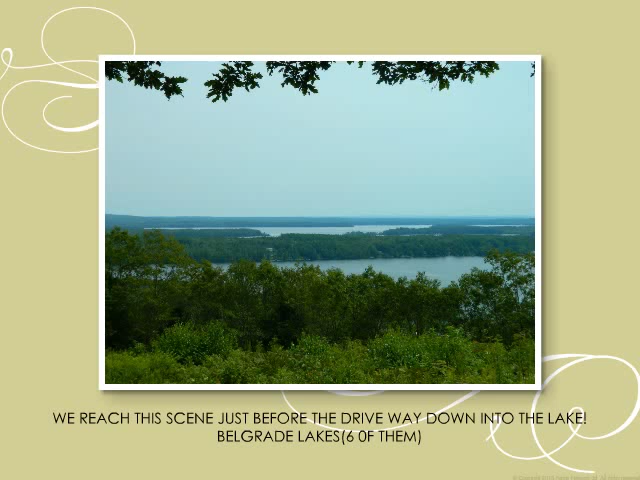 WE REACH THIS SCENE JUST BEFORE THE DRIVE WAY DOWN INTO THE LAKE!
BELGRADE LAKES(6 0F THEM)